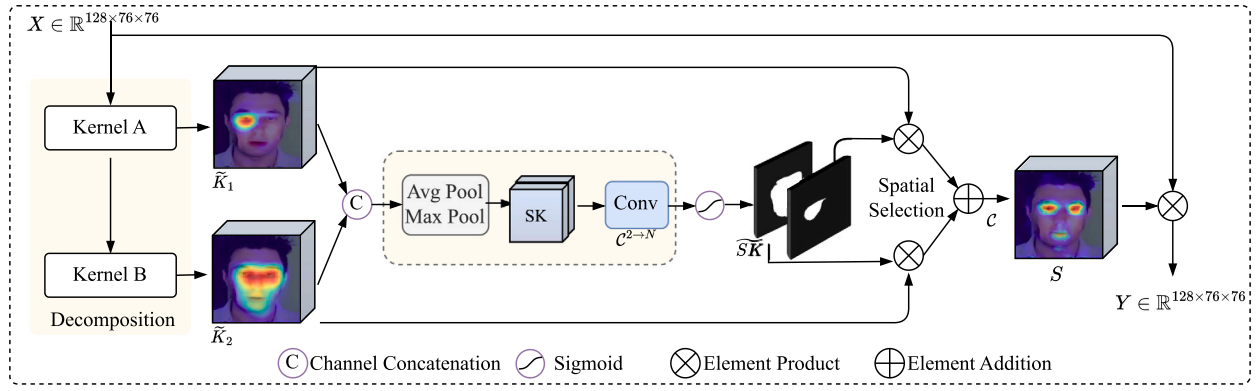 X ∈ ℝ^{128×76×76}
Kernel A
K̃₁
Kernel B
Decomposition
K̃₂
C
Avg Pool
Max Pool
SK
Conv
𝒞^{2→N}
S͠K͠
Spatial
Selection
𝒞
S
Y ∈ ℝ^{128×76×76}
C Channel Concatenation
Sigmoid
Element Product
Element Addition